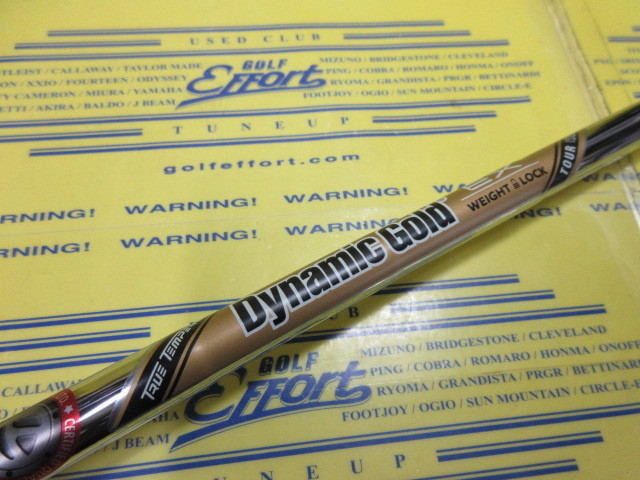 USED CLUB
GOLF
Effort
TITLEIST / CALLAWAY / TAYLOR MADE
XXIO / FOURTEEN / ODYSSEY
CAMERON / MIURA / YAMAHA
AKIRA / BALDO / J BEAM
MIZUNO / BRIDGESTONE / CLEVELAND
PING / COBRA / ROMARO / HONMA / ONOFF
RYOMA / GRANDISTA / PRGR / BETTINARDI
FOOTJOY / OGIO / SUN MOUNTAIN / CIRCLE-E
TUNEUP
golfeffort.com
WARNING! WARNING! WARNING!
WARNING! WARNING!
TRUE TEMPER
Dynamic Gold
EX
WEIGHT LOCK
TOUR
CERTIF
GOLF
Effort
MIZUNO / BRIDGESTONE / CLEVELAND
PING / COBRA / ROMARO / HONMA / ONOFF
RYOMA / GRANDISTA / PRGR / BETTINARDI
FOOTJOY / OGIO / SUN MOUNTAIN / CIRCLE
CALLAWAY
/ J BEAM
TUNEUP